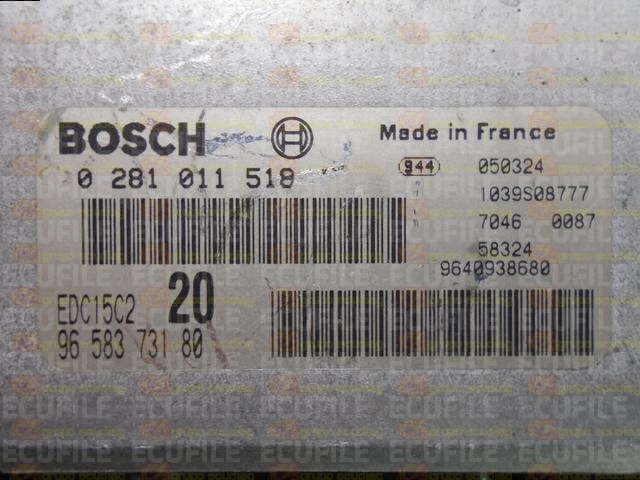 BOSCH
Made in France
0 281 011 518
944 050324
1039S08777
7046 0087
58324
9640938680
EDC15C2 20
96 583 731 80
ECUFILE